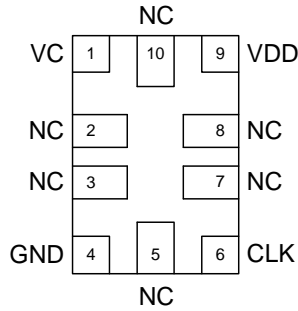 NC
VC 1 10 9 VDD
NC 2 8 NC
NC 3 7 NC
GND 4 5 6 CLK
NC